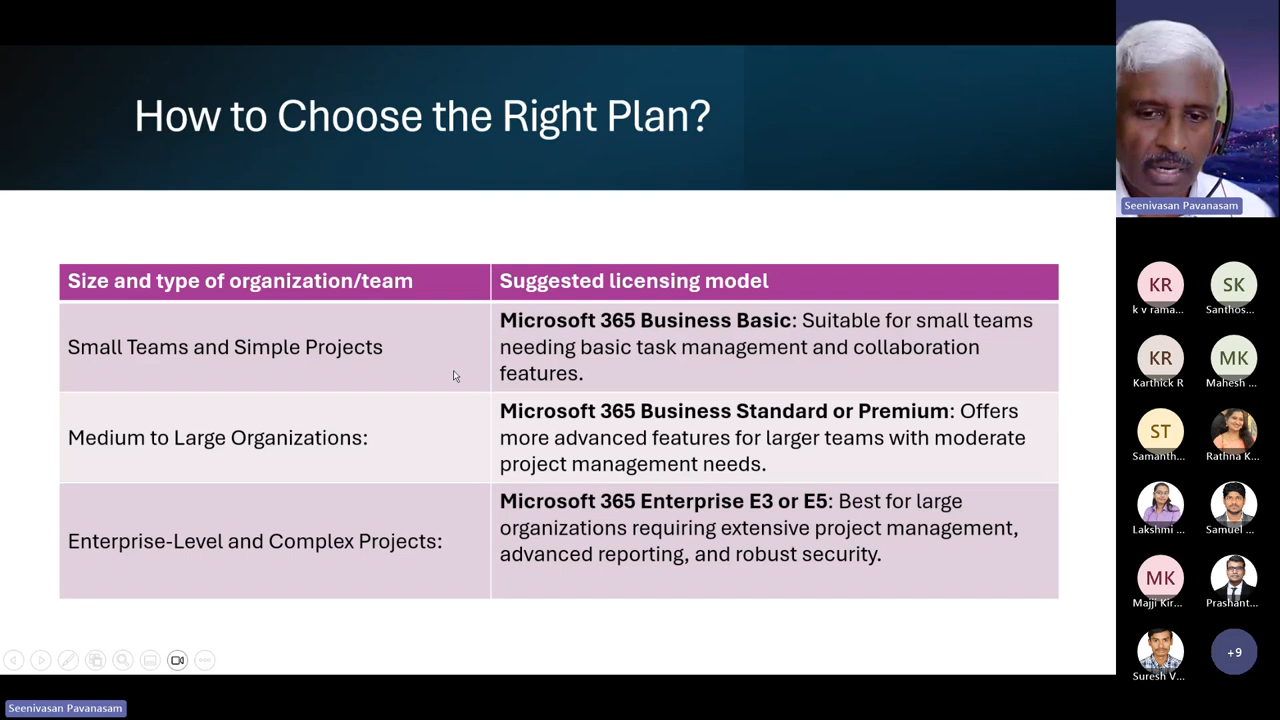 How to Choose the Right Plan?
Size and type of organization/team
Suggested licensing model
Small Teams and Simple Projects
Microsoft 365 Business Basic: Suitable for small teams
needing basic task management and collaboration
features.
Medium to Large Organizations:
Microsoft 365 Business Standard or Premium: Offers
more advanced features for larger teams with moderate
project management needs.
Enterprise-Level and Complex Projects:
Microsoft 365 Enterprise E3 or E5: Best for large
organizations requiring extensive project management,
advanced reporting, and robust security.
Seenivasan Pavanasam
KR
SK
k v rama...
Santhos...
KR
MK
Karthick R
Mahesh ...
ST
Samanth...
Rathna K...
Lakshmi ...
Samuel ...
MK
Majji Kir...
Prashant...
Suresh V...
+9
Seenivasan Pavanasam